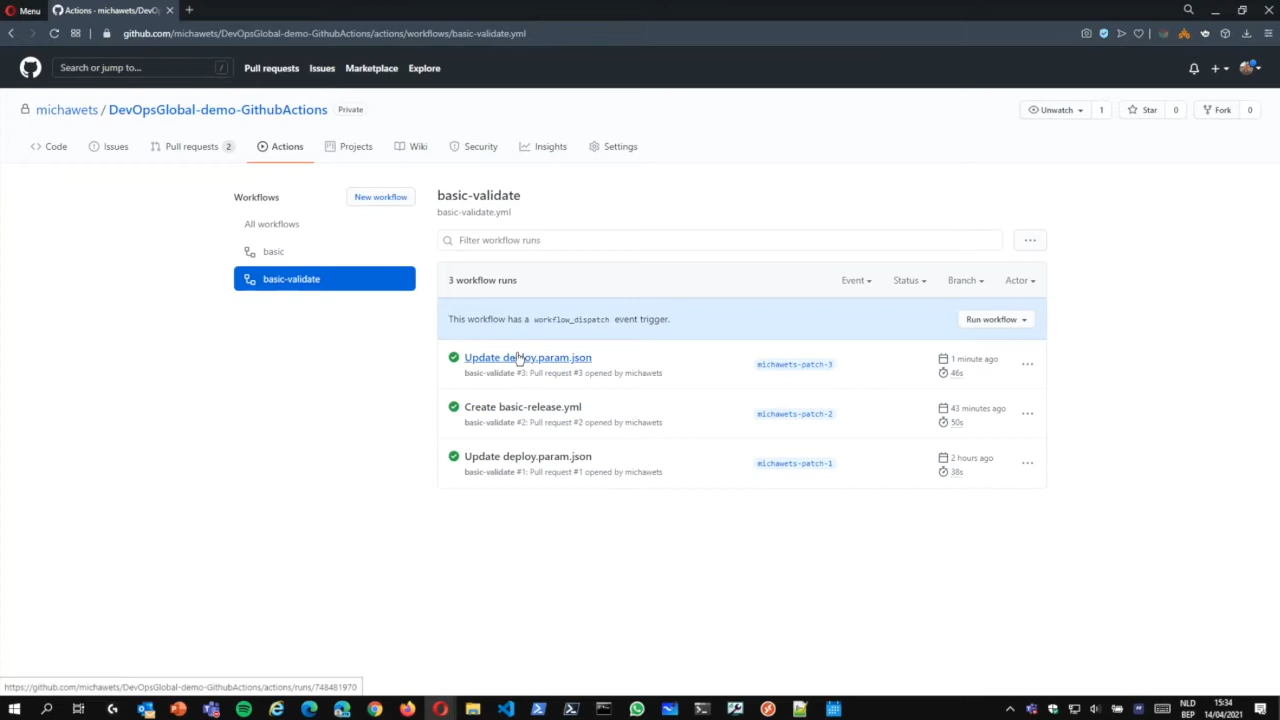 Menu
Actions · michawets/DevOp
github.com/michawets/DevOpsGlobal-demo-GithubActions/actions/workflows/basic-validate.yml
Search or jump to... /
Pull requests Issues Marketplace Explore
michawets / DevOpsGlobal-demo-GithubActions Private
Unwatch 1 Star 0 Fork 0
Code Issues Pull requests 2 Actions Projects Wiki Security Insights Settings
Workflows New workflow
All workflows
basic
basic-validate
basic-validate
basic-validate.yml
Filter workflow runs
3 workflow runs Event Status Branch Actor
This workflow has a workflow_dispatch event trigger. Run workflow
Update deploy.param.json
basic-validate #3: Pull request #3 opened by michawets
michawets-patch-3
1 minute ago
46s
Create basic-release.yml
basic-validate #2: Pull request #2 opened by michawets
michawets-patch-2
43 minutes ago
50s
Update deploy.param.json
basic-validate #1: Pull request #1 opened by michawets
michawets-patch-1
2 hours ago
38s
https://github.com/michawets/DevOpsGlobal-demo-GithubActions/actions/runs/748481970
NLD 15:34
BEP 14/04/2021